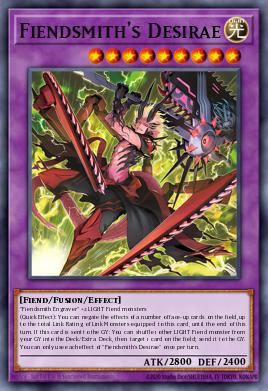 Fiendsmith's Desirae
LIGHT
光
[Fiend/Fusion/Effect]
"Fiendsmith Engraver" + 2 LIGHT Fiend monsters
(Quick Effect): You can negate the effects of a number of face-up cards on the field, up
to the total Link Rating of Link Monsters equipped to this card, until the end of this
turn. If this card is sent to the GY: You can shuffle 1 other LIGHT Fiend monster from
your GY into the Deck/Extra Deck, then target 1 card on the field; send it to the GY.
You can only use each effect of "Fiendsmith's Desirae" once per turn.
ATK/2800 DEF/2400